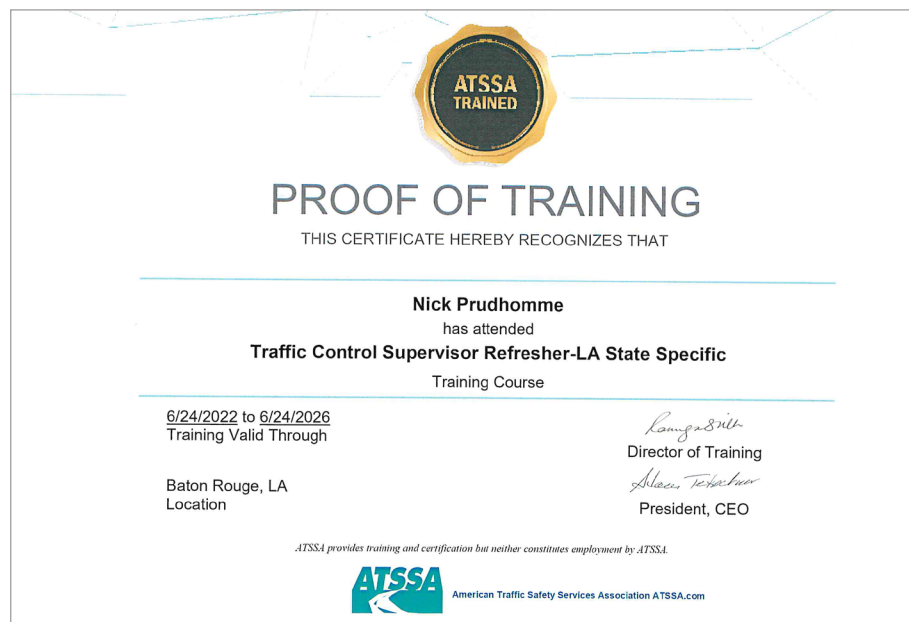 ATSSA
TRAINED
PROOF OF TRAINING
THIS CERTIFICATE HEREBY RECOGNIZES THAT
Nick Prudhomme
has attended
Traffic Control Supervisor Refresher-LA State Specific
Training Course
6/24/2022 to 6/24/2026
Training Valid Through
Director of Training
Baton Rouge, LA
Location
President, CEO
ATSSA provides training and certification but neither constitutes employment by ATSSA.
ATSSA
American Traffic Safety Services Association ATSSA.com